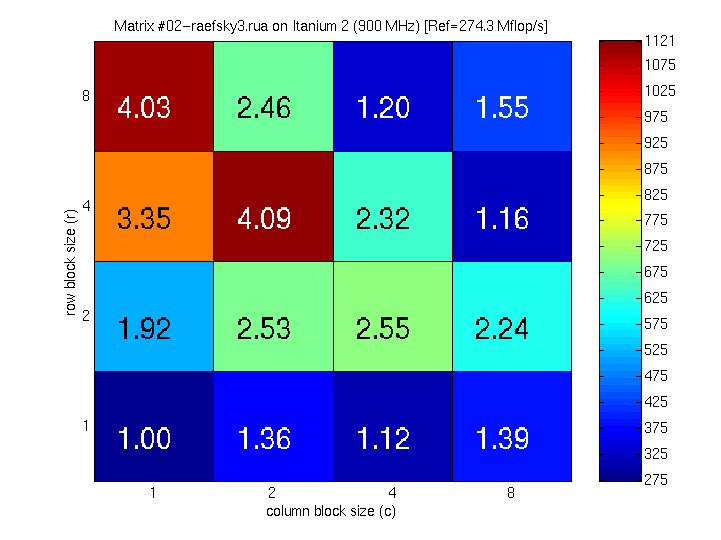 Matrix #02-raefsky3.rua on Itanium 2 (900 MHz) [Ref=274.3 Mflop/s]
row block size (r)
8 4.03 2.46 1.20 1.55
4 3.35 4.09 2.32 1.16
2 1.92 2.53 2.55 2.24
1 1.00 1.36 1.12 1.39
1 2 4 8
column block size (c)
1121
1075
1025
975
925
875
825
775
725
675
625
575
525
475
425
375
325
275